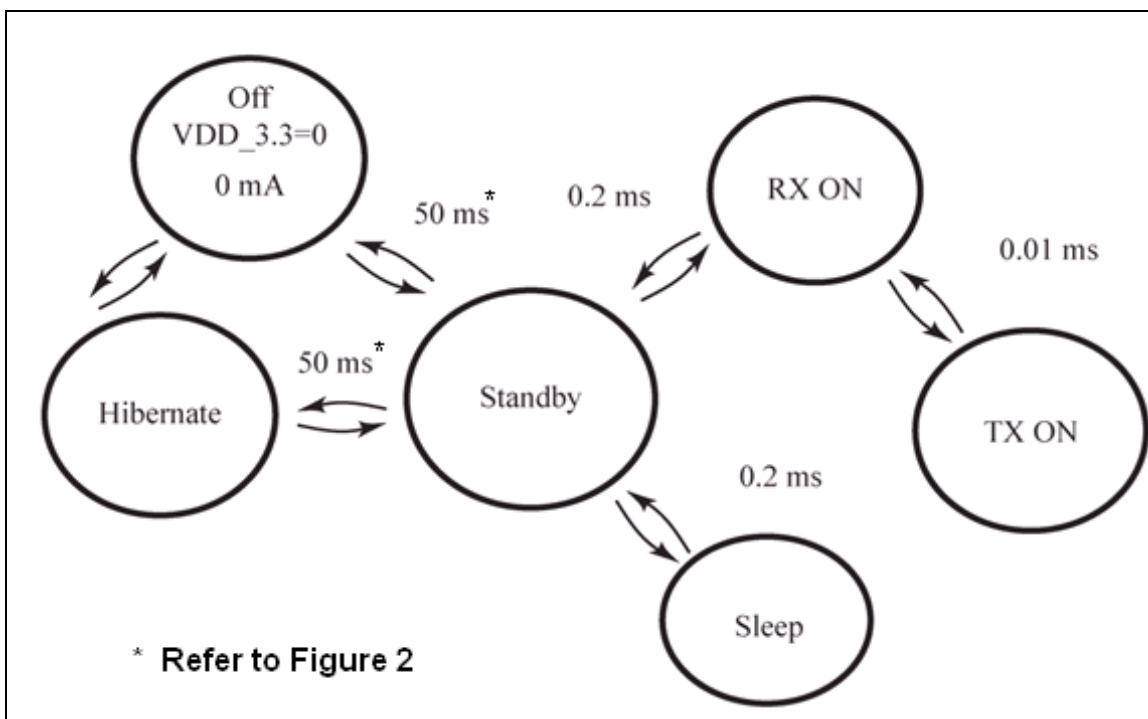 Off
VDD_3.3=0
0 mA
50 ms*
0.2 ms
RX ON
0.01 ms
Hibernate
50 ms*
Standby
TX ON
0.2 ms
Sleep
* Refer to Figure 2